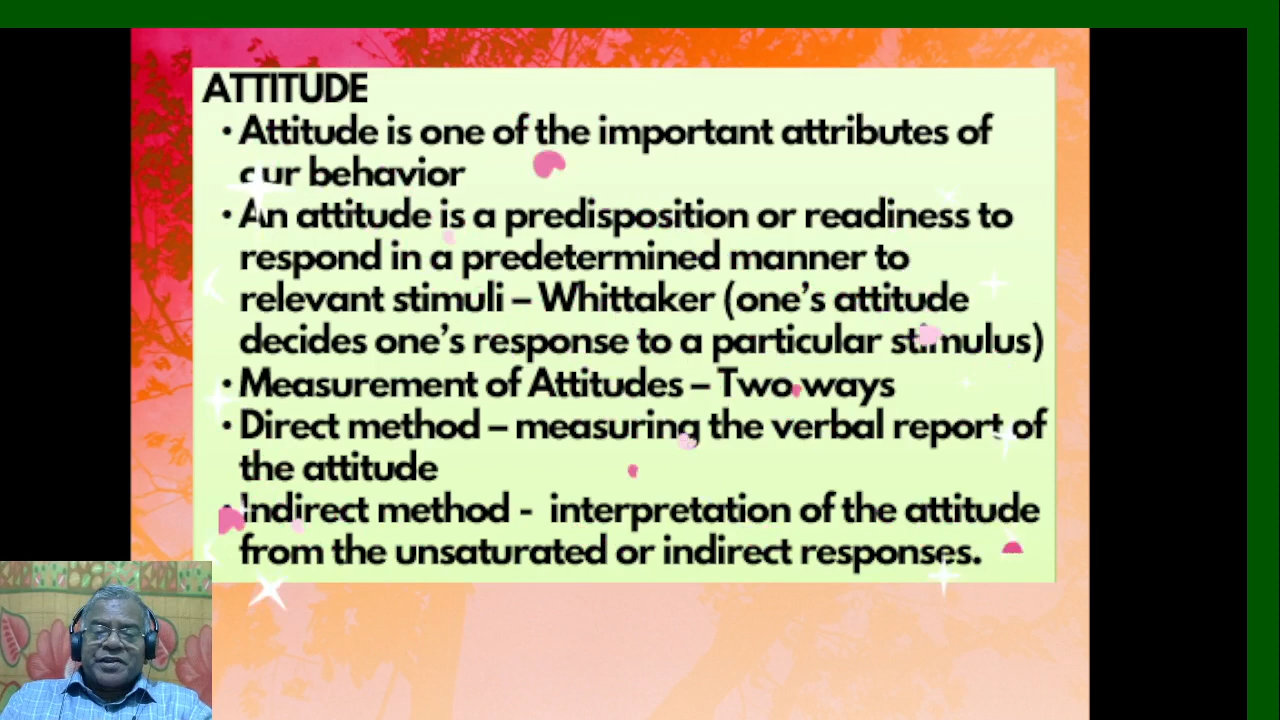 ATTITUDE
• Attitude is one of the important attributes of
our behavior
• An attitude is a predisposition or readiness to
respond in a predetermined manner to
relevant stimuli – Whittaker (one's attitude
decides one's response to a particular stimulus)
• Measurement of Attitudes – Two ways
• Direct method – measuring the verbal report of
the attitude
• Indirect method - interpretation of the attitude
from the unsaturated or indirect responses.